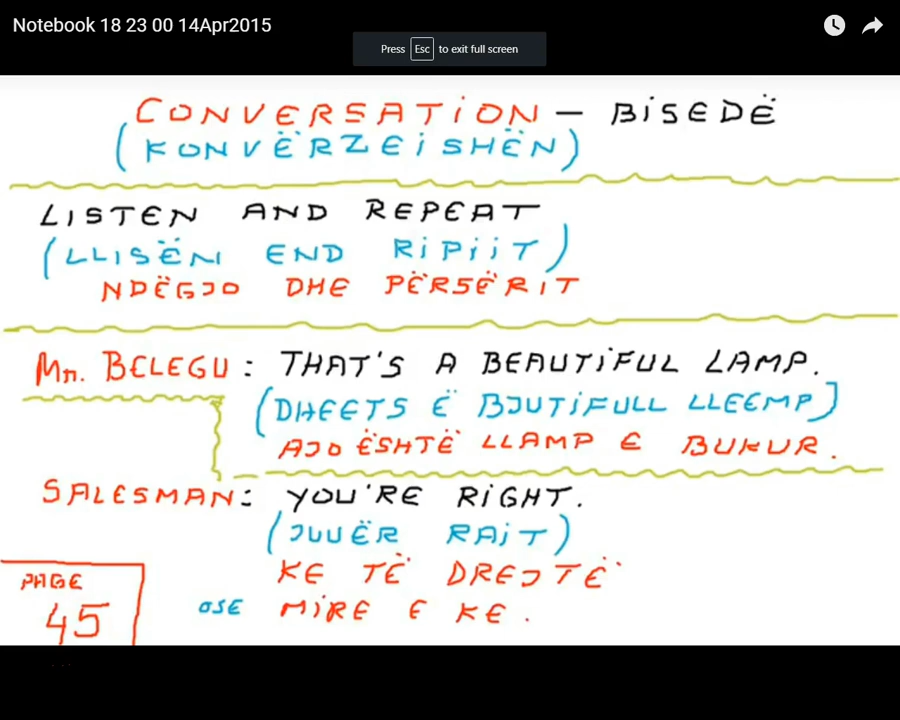 Notebook 18 23 00 14Apr2015
Press Esc to exit full screen
CONVERSATION - BISEDË
(KONVËRZEISHËN)
LISTEN AND REPEAT
(LLISËN END RIPIIT)
NDËGJO DHE PËRSËRIT
Mr. BELEGU: THAT'S A BEAUTIFUL LAMP.
(DHEETS Ë BJUTIFULL LLEEMP)
AJO ËSHTË LLAMP E BUKUR.
SALESMAN: YOU'RE RIGHT.
(JUUËR RAIT)
KE TË DREJTË
OSE MIRE E KE.
PAGE
45